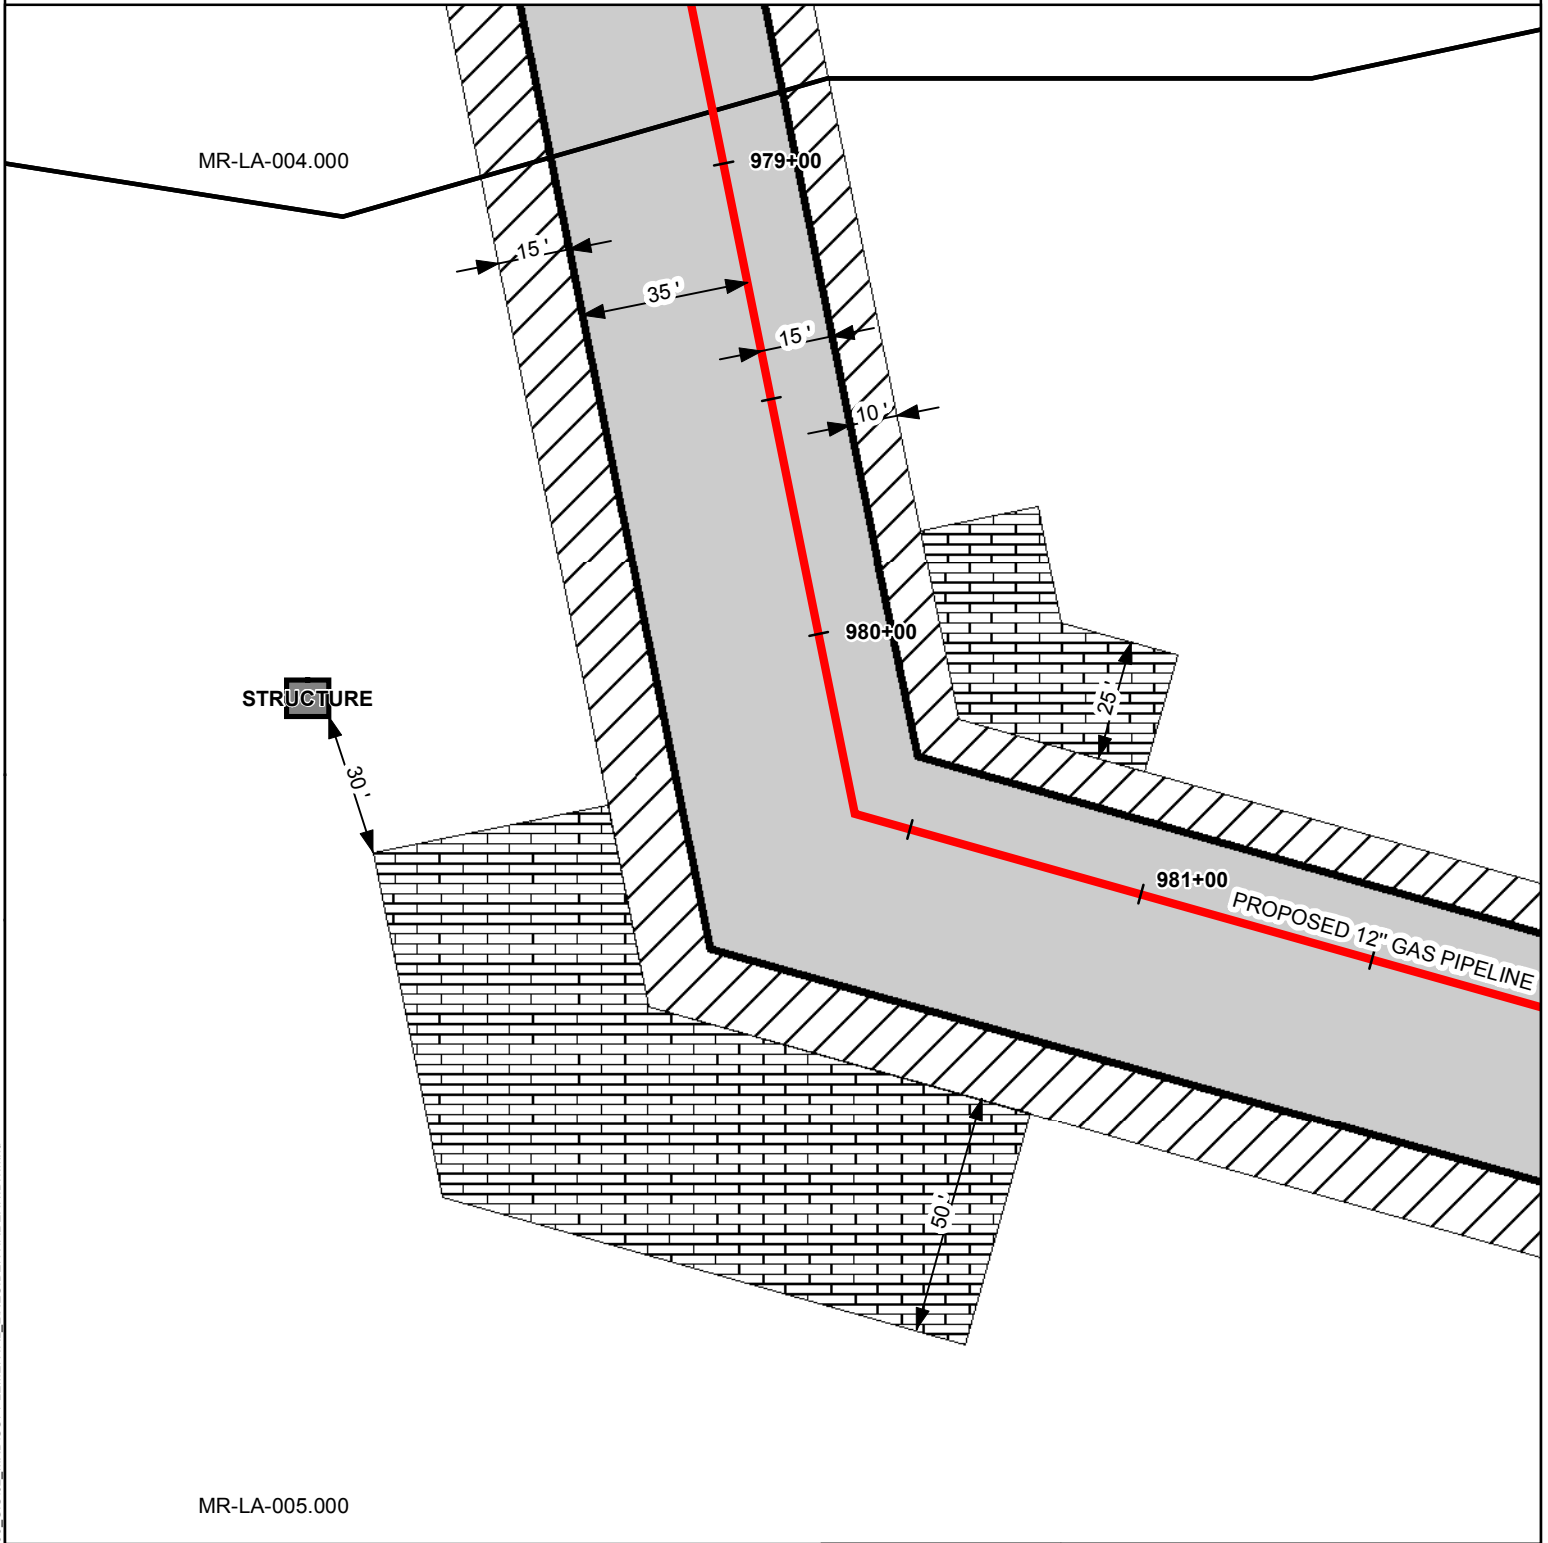 MR-LA-004.000
979+00
15'
35'
15'
10'
980+00
STRUCTURE
25'
30'
981+00
PROPOSED 12" GAS PIPELINE
50'
MR-LA-005.000